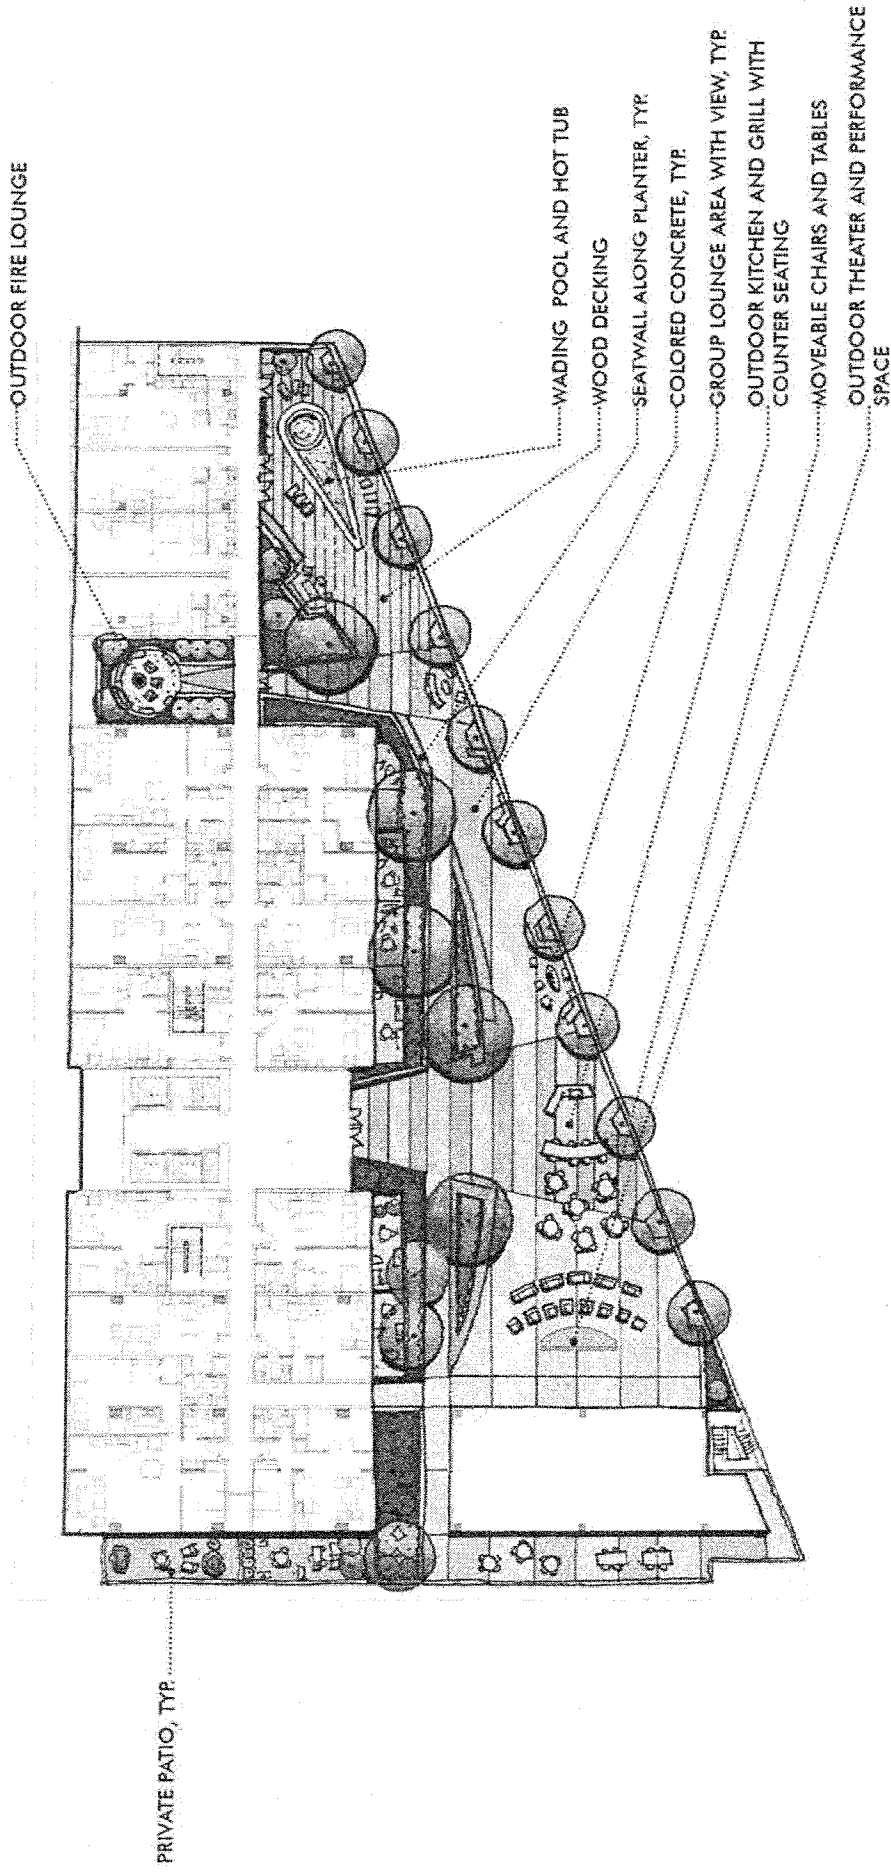 OUTDOOR FIRE LOUNGE
WADING POOL AND HOT TUB
WOOD DECKING
SEATWALL ALONG PLANTER, TYP.
COLORED CONCRETE, TYP.
GROUP LOUNGE AREA WITH VIEW, TYP.
OUTDOOR KITCHEN AND GRILL WITH
COUNTER SEATING
MOVEABLE CHAIRS AND TABLES
OUTDOOR THEATER AND PERFORMANCE
SPACE
PRIVATE PATIO, TYP.